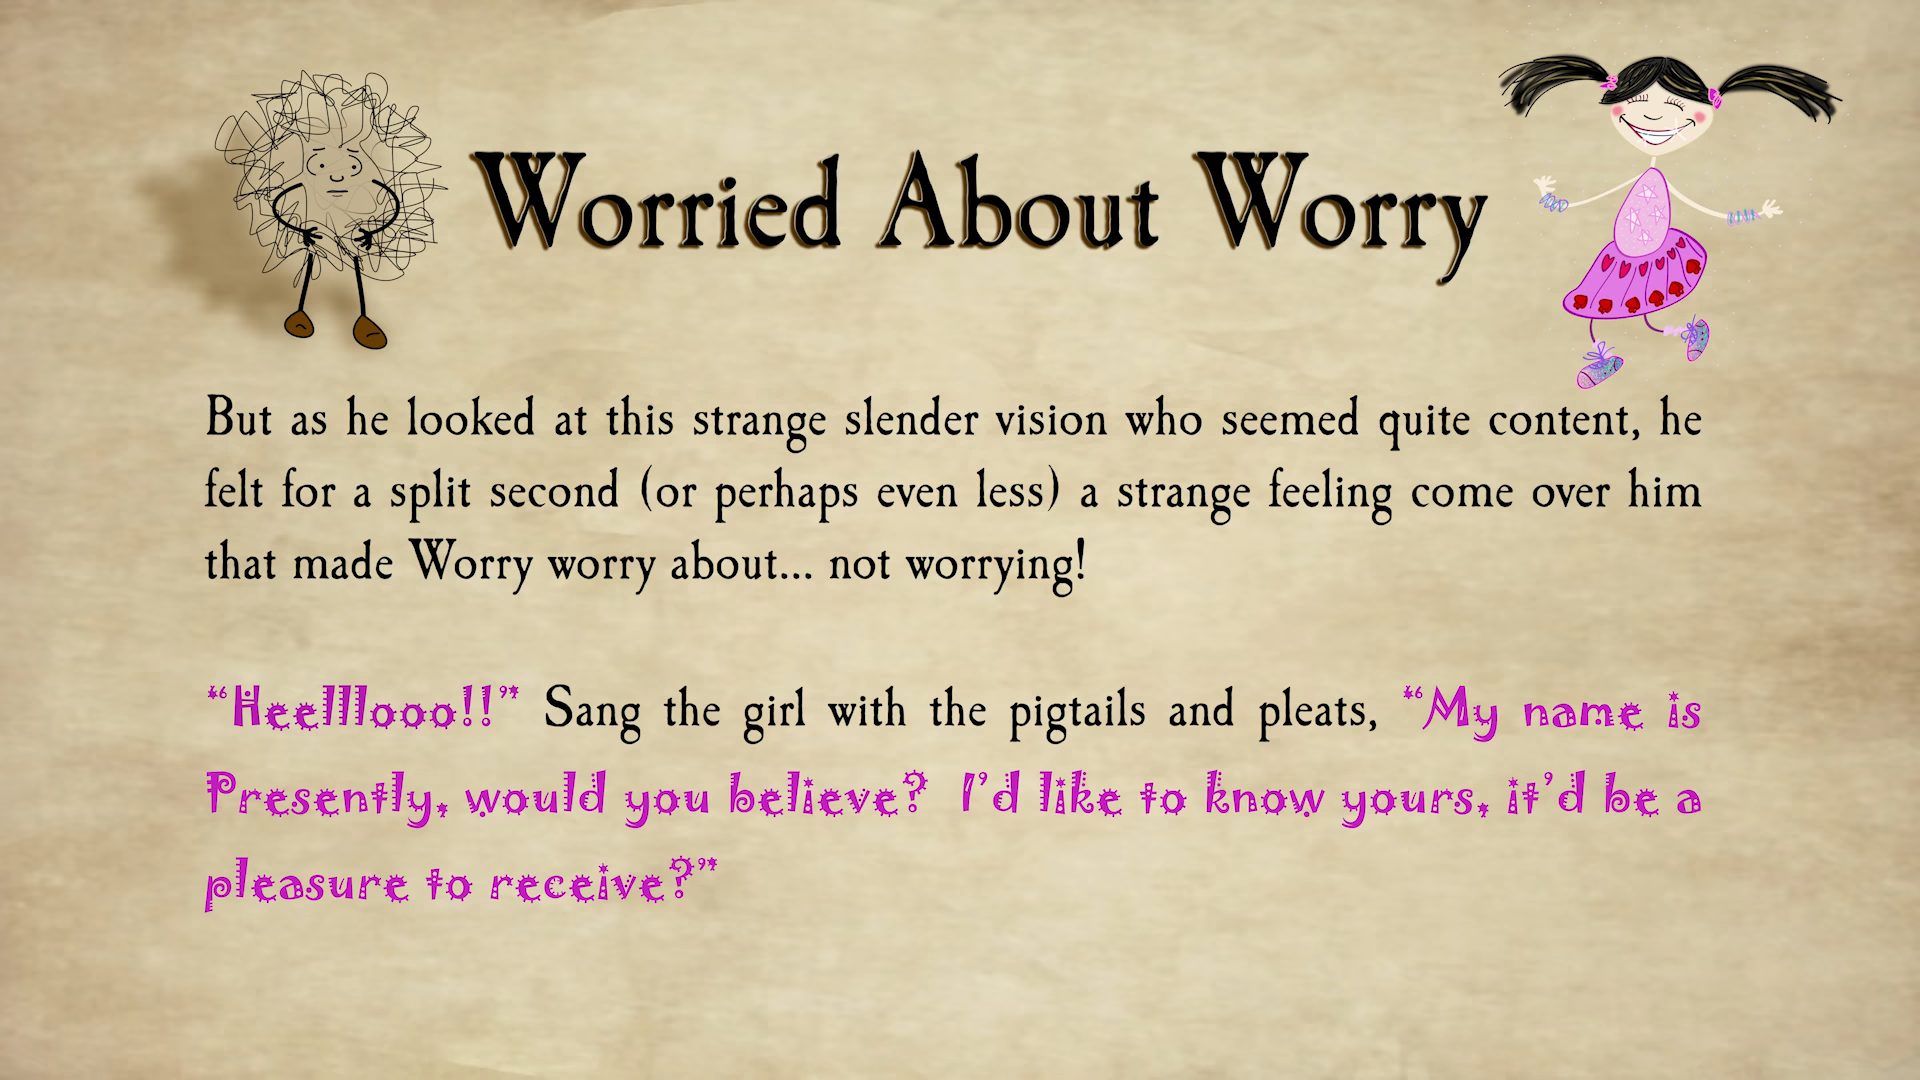 Worried About Worry
But as he looked at this strange slender vision who seemed quite content, he
felt for a split second (or perhaps even less) a strange feeling come over him
that made Worry worry about... not worrying!
“Heelllooo!!” Sang the girl with the pigtails and pleats, “My name is
Presently, would you believe? I’d like to know yours, it’d be a
pleasure to receive?”